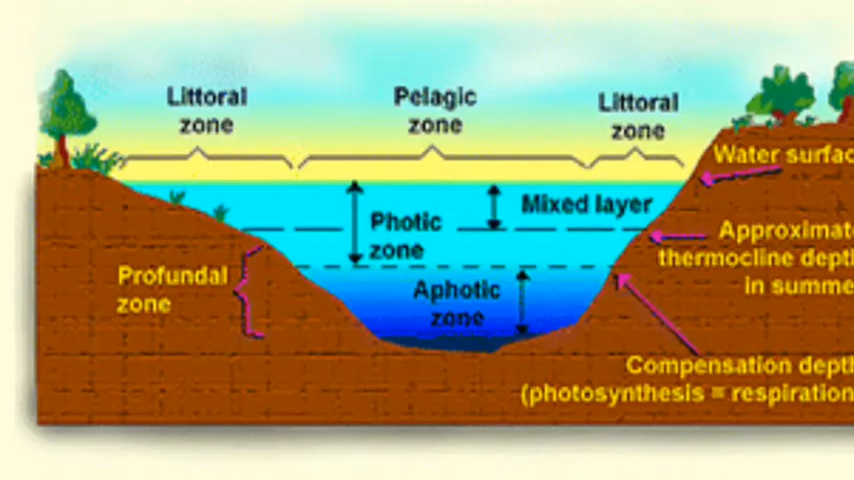 Littoral
zone
Pelagic
zone
Littoral
zone
Water surfac
Mixed layer
Photic
zone
Approximat
thermocline dept
in summe
Profundal
zone
Aphotic
zone
Compensation dept
(photosynthesis = respiration